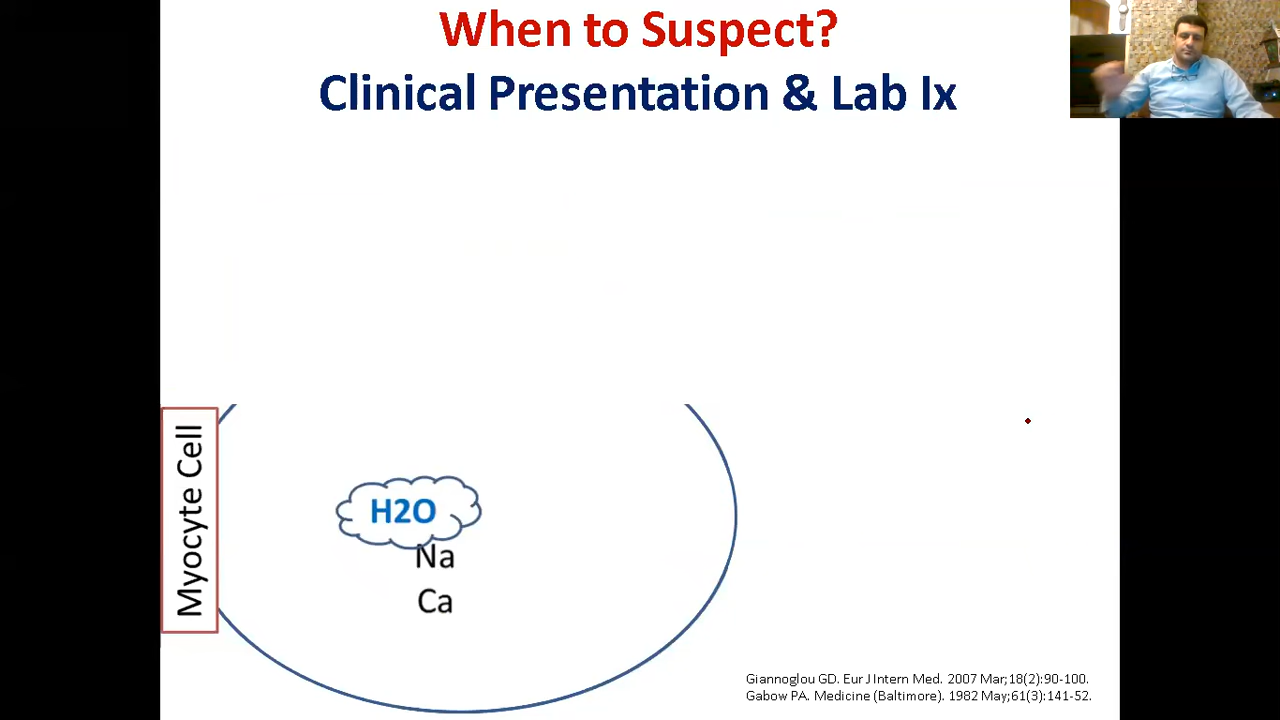 When to Suspect?
Clinical Presentation & Lab Ix
Myocyte Cell
H2O
Na
Ca
Giannoglou GD. Eur J Intern Med. 2007 Mar;18(2):90-100.
Gabow PA. Medicine (Baltimore). 1982 May;61(3):141-52.